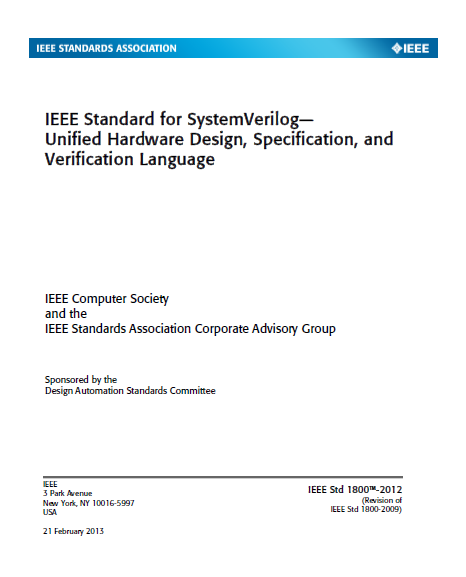 IEEE STANDARDS ASSOCIATION
IEEE
IEEE Standard for SystemVerilog—
Unified Hardware Design, Specification, and
Verification Language
IEEE Computer Society
and the
IEEE Standards Association Corporate Advisory Group
Sponsored by the
Design Automation Standards Committee
IEEE
3 Park Avenue
New York, NY 10016-5997
USA
21 February 2013
IEEE Std 1800™-2012
(Revision of
IEEE Std 1800-2009)